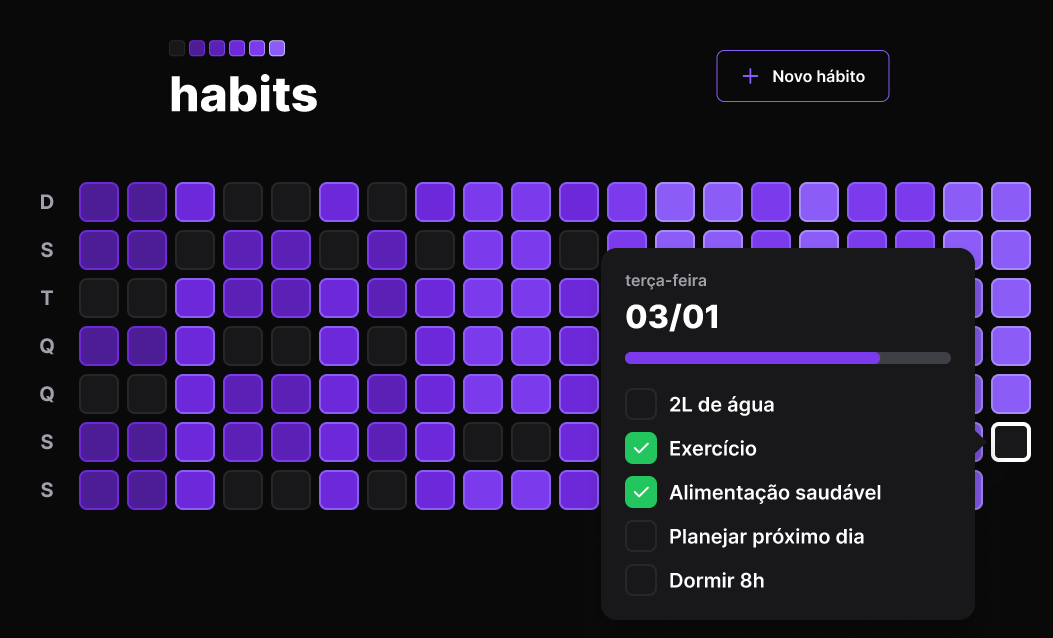 habits
+ Novo hábito
D
S
T
Q
Q
S
S
terça-feira
03/01
2L de água
Exercício
Alimentação saudável
Planejar próximo dia
Dormir 8h